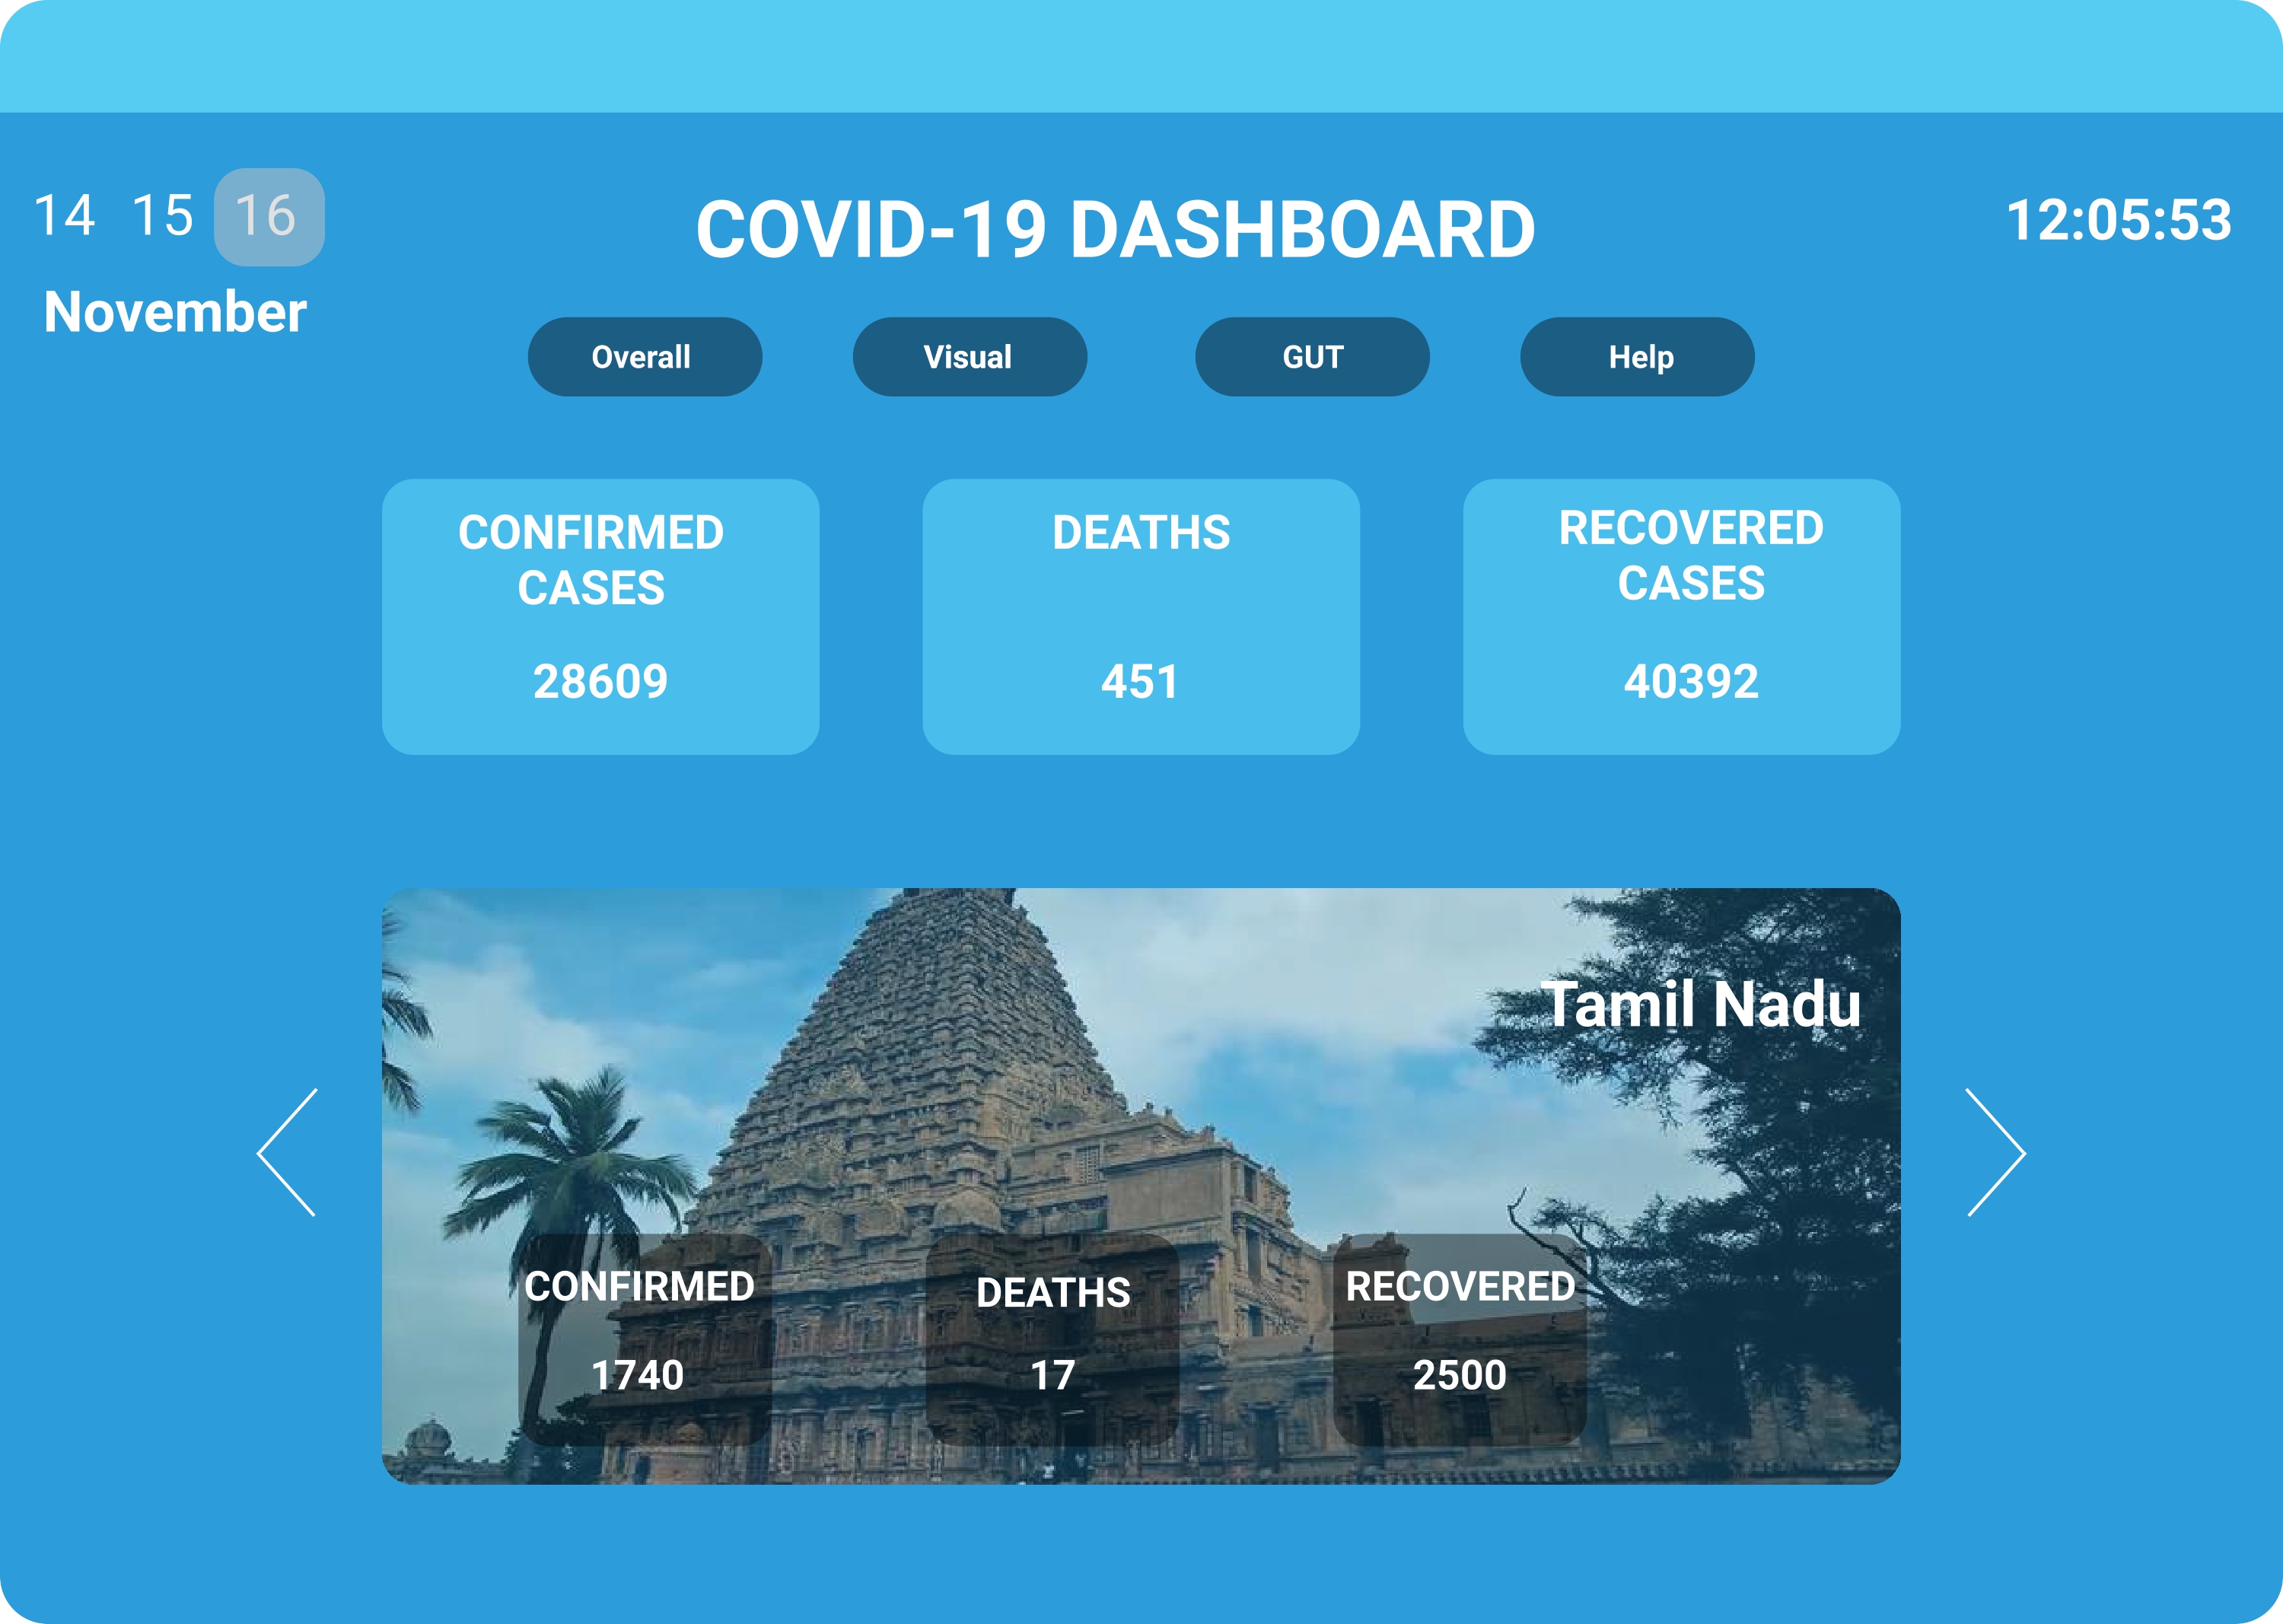 14 15 16
November
COVID-19 DASHBOARD
12:05:53
Overall
Visual
GUT
Help
CONFIRMED
CASES
28609
DEATHS
451
RECOVERED
CASES
40392
Tamil Nadu
CONFIRMED
1740
DEATHS
17
RECOVERED
2500